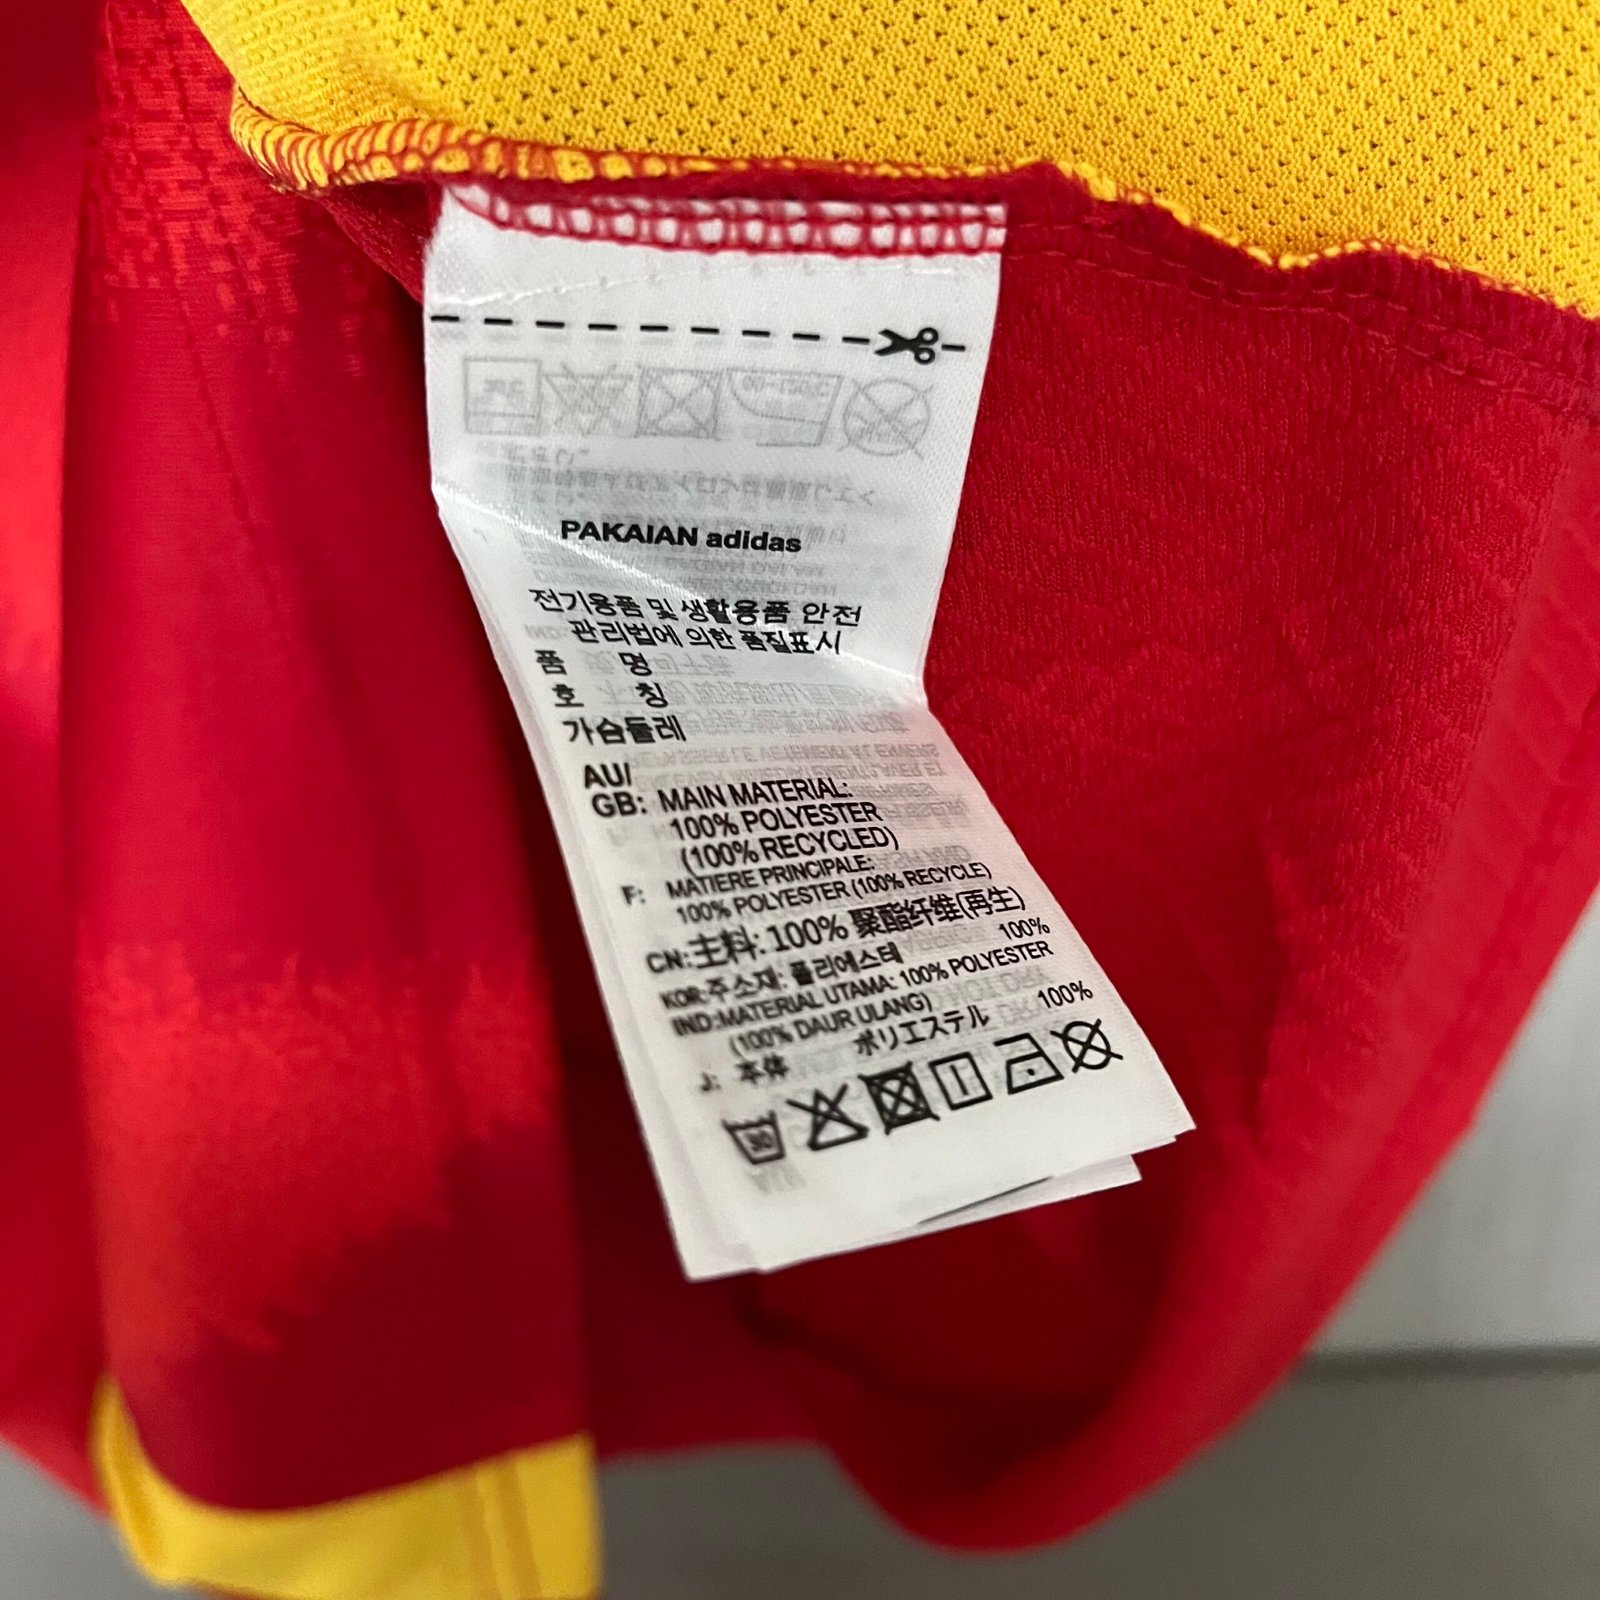 PAKAIAN adidas
전기용품 및 생활용품 안전
관리법에 의한 품질표시
품 명
호 칭
가슴둘레
AU/
GB: MAIN MATERIAL:
100% POLYESTER
(100% RECYCLED)
F: MATIERE PRINCIPALE:
100% POLYESTER (100% RECYCLE)
CN: 主料: 100% 聚酯纤维(再生)
KOR: 주소재: 폴리에스테 100%
IND: MATERIAL UTAMA: 100% POLYESTER
(100% DAUR ULANG)
J: 本体 ポリエステル 100%
30